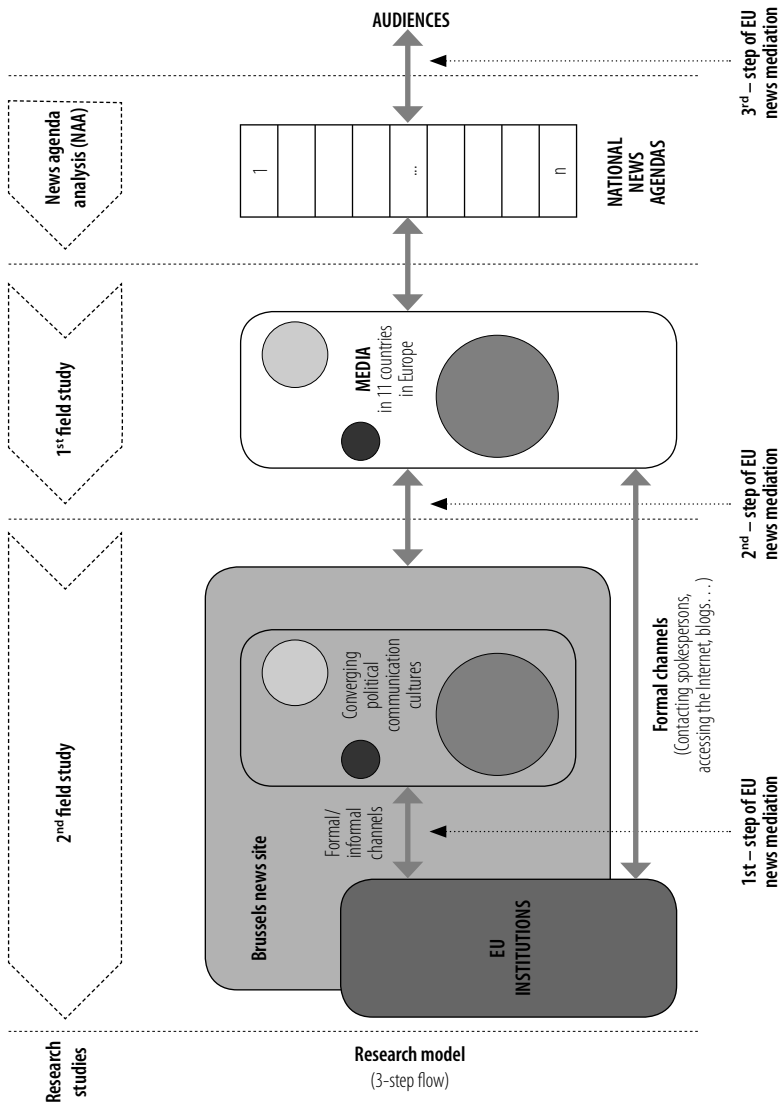 Research
studies
2nd field study
1st field study
News agenda
analysis (NAA)
Research model
(3-step flow)
Brussels news site
EU
INSTITUTIONS
Formal/
informal
channels
Converging
political
communication
cultures
MEDIA
in 11 countries
in Europe
1
...
n
NATIONAL
NEWS
AGENDAS
AUDIENCES
Formal channels
(Contacting spokespersons,
accessing the Internet, blogs. . . )
1st – step of EU
news mediation
2nd – step of EU
news mediation
3rd – step of EU
news mediation